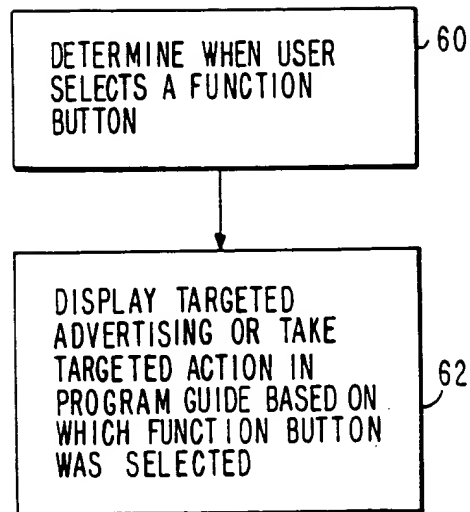 DETERMINE WHEN USER
SELECTS A FUNCTION
BUTTON
60
DISPLAY TARGETED
ADVERTISING OR TAKE
TARGETED ACTION IN
PROGRAM GUIDE BASED ON
WHICH FUNCTION BUTTON
WAS SELECTED
62